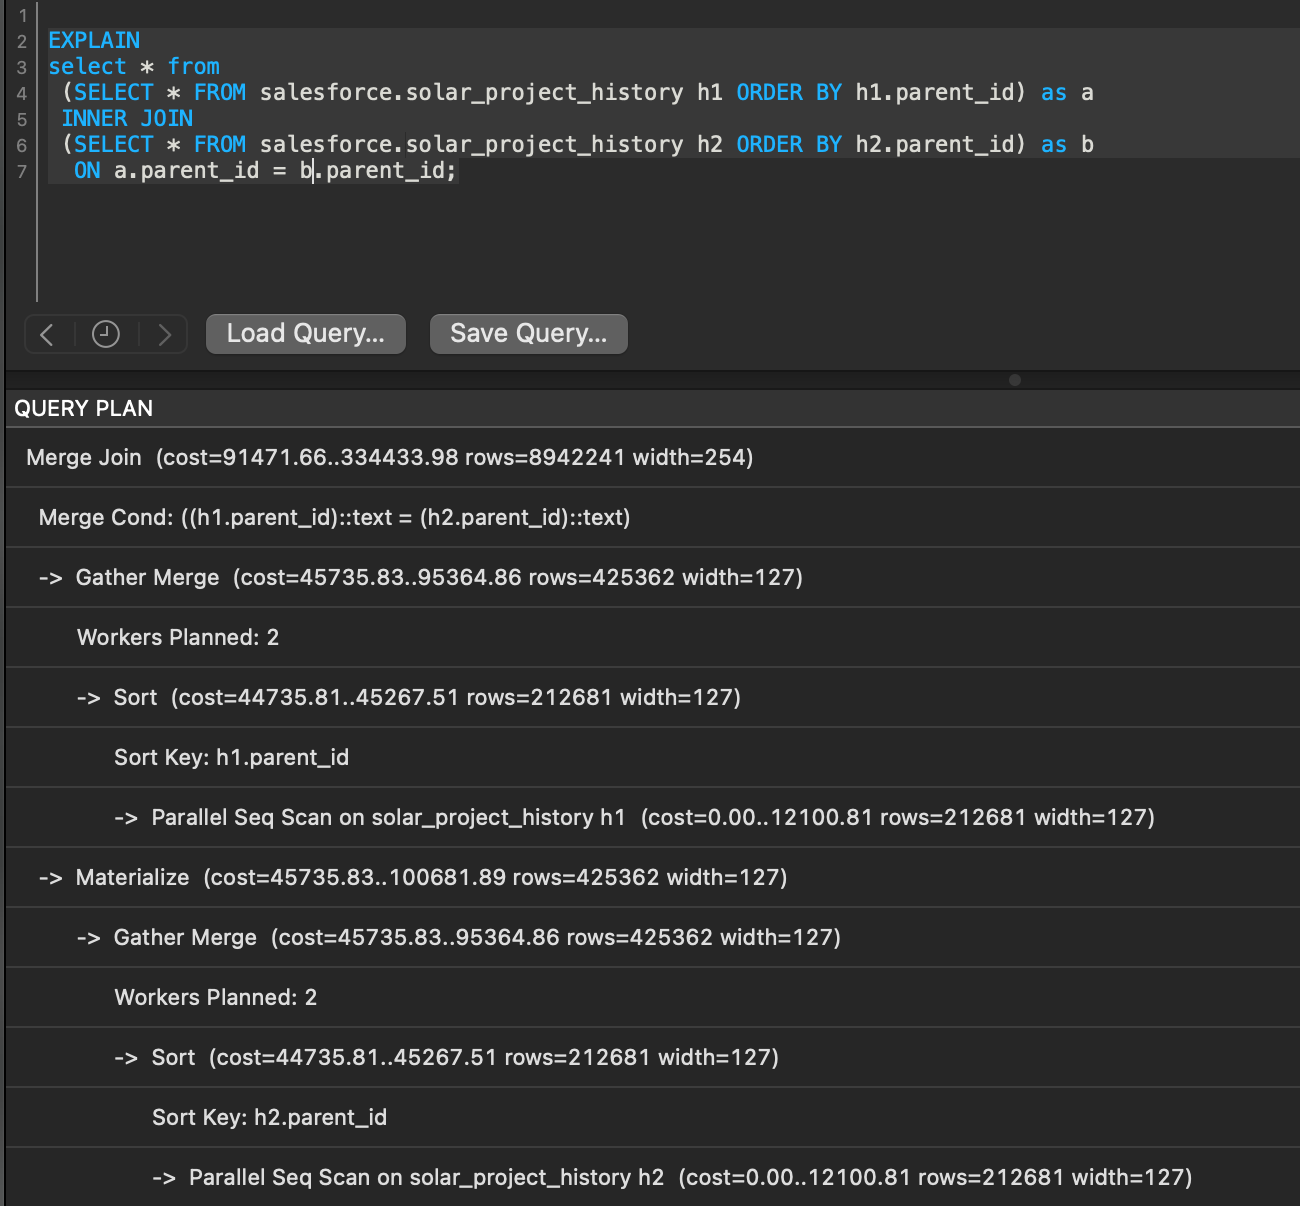 1
2 EXPLAIN
3 select * from
4 (SELECT * FROM salesforce.solar_project_history h1 ORDER BY h1.parent_id) as a
5 INNER JOIN
6 (SELECT * FROM salesforce.solar_project_history h2 ORDER BY h2.parent_id) as b
7 ON a.parent_id = b.parent_id;
Load Query... Save Query...
QUERY PLAN
Merge Join (cost=91471.66..334433.98 rows=8942241 width=254)
Merge Cond: ((h1.parent_id)::text = (h2.parent_id)::text)
-> Gather Merge (cost=45735.83..95364.86 rows=425362 width=127)
Workers Planned: 2
-> Sort (cost=44735.81..45267.51 rows=212681 width=127)
Sort Key: h1.parent_id
-> Parallel Seq Scan on solar_project_history h1 (cost=0.00..12100.81 rows=212681 width=127)
-> Materialize (cost=45735.83..100681.89 rows=425362 width=127)
-> Gather Merge (cost=45735.83..95364.86 rows=425362 width=127)
Workers Planned: 2
-> Sort (cost=44735.81..45267.51 rows=212681 width=127)
Sort Key: h2.parent_id
-> Parallel Seq Scan on solar_project_history h2 (cost=0.00..12100.81 rows=212681 width=127)